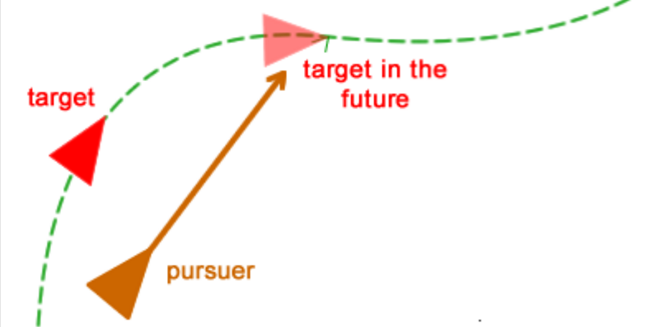 target
target in the
future
pursuer